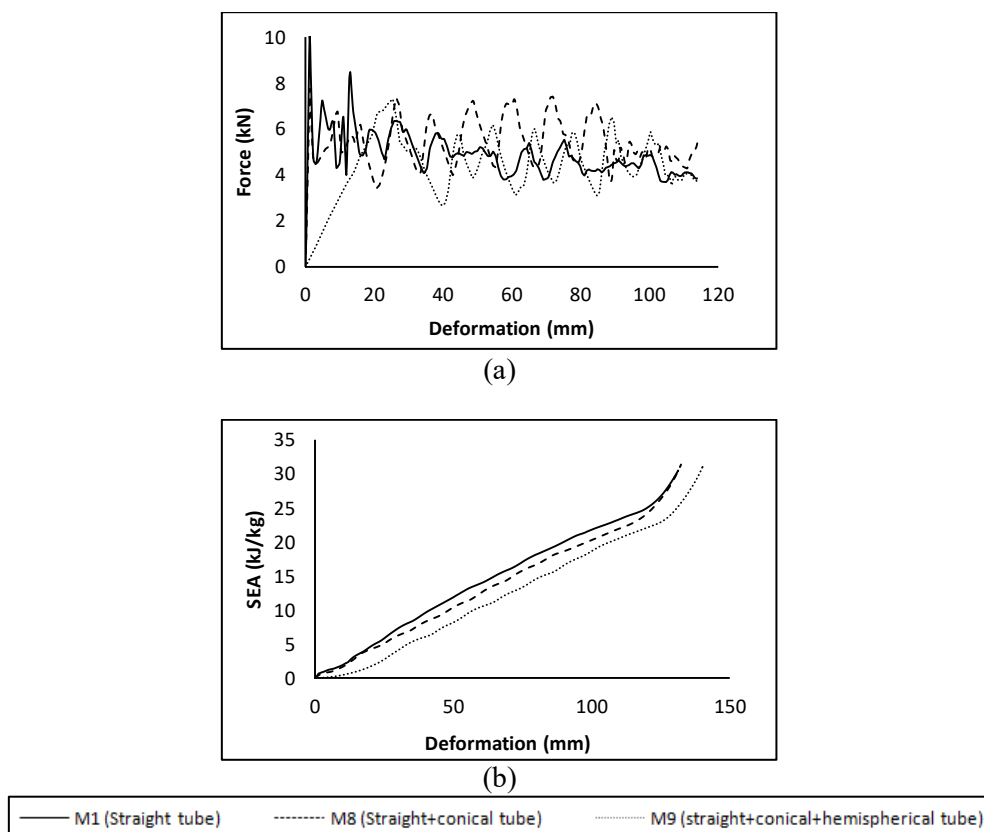 10
8
6
4
2
0
Force (kN)
0 20 40 60 80 100 120
Deformation (mm)
(a)
35
30
25
20
15
10
5
0
SEA (kJ/kg)
0 50 100 150
Deformation (mm)
(b)
M1 (Straight tube) M8 (Straight+conical tube) M9 (straight+conical+hemispherical tube)